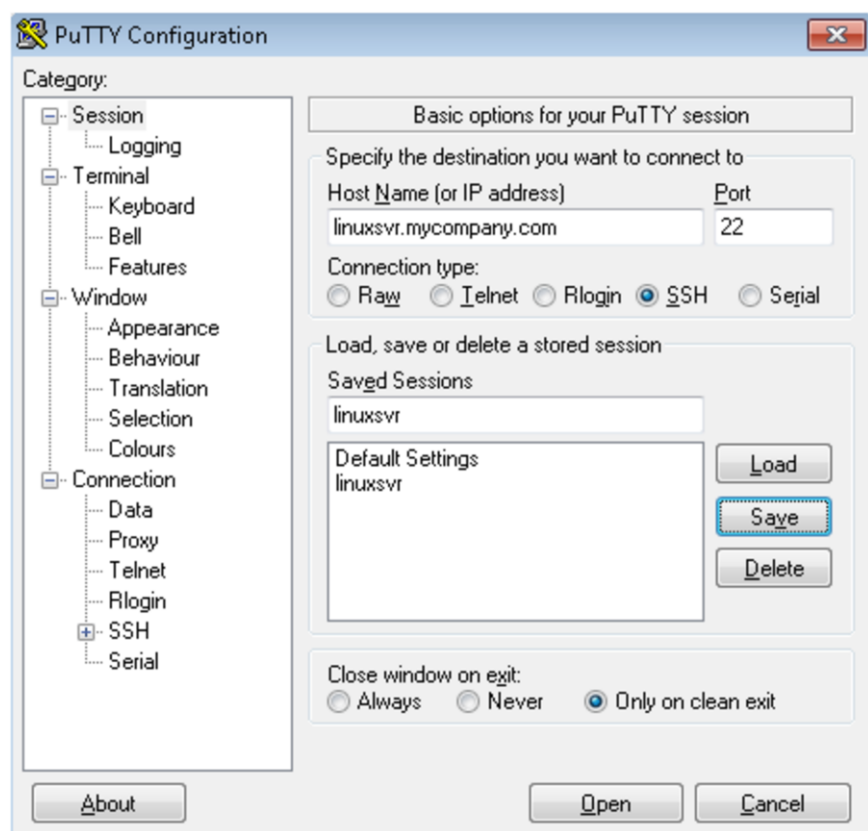 PuTTY Configuration
Category:
Session
Logging
Terminal
Keyboard
Bell
Features
Window
Appearance
Behaviour
Translation
Selection
Colours
Connection
Data
Proxy
Telnet
Rlogin
SSH
Serial
Basic options for your PuTTY session
Specify the destination you want to connect to
Host Name (or IP address) Port
linuxsvr.mycompany.com 22
Connection type:
Raw Telnet Rlogin SSH Serial
Load, save or delete a stored session
Saved Sessions
linuxsvr
Default Settings
linuxsvr
Load
Save
Delete
Close window on exit:
Always Never Only on clean exit
About Open Cancel